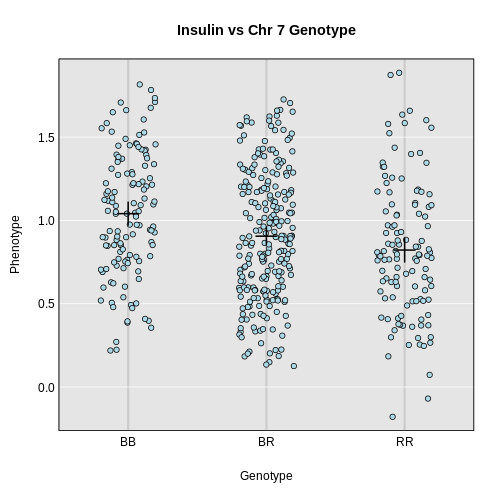 Insulin vs Chr 7 Genotype
Phenotype
1.5
1.0
0.5
0.0
BB BR RR
Genotype